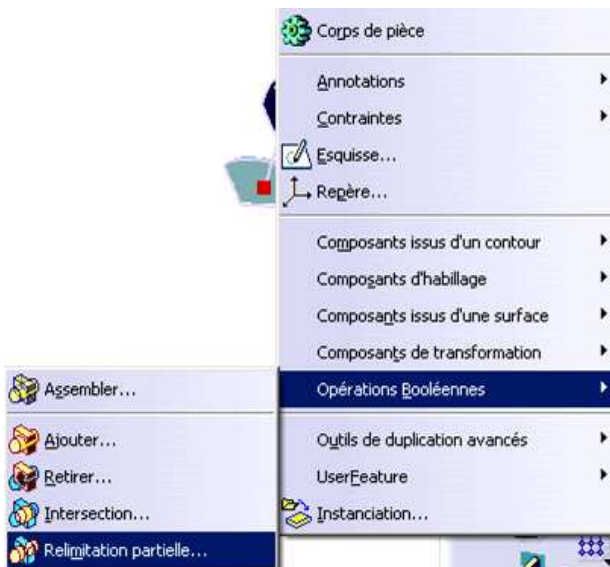 Corps de pièce
Annotations
Contraintes
Esquisse...
Repère...
Composants issus d'un contour
Composants d'habillage
Composants issus d'une surface
Composants de transformation
Opérations Booléennes
Outils de duplication avancés
UserFeature
Instanciation...
Assembler...
Ajouter...
Retirer...
Intersection...
Relimitation partielle...